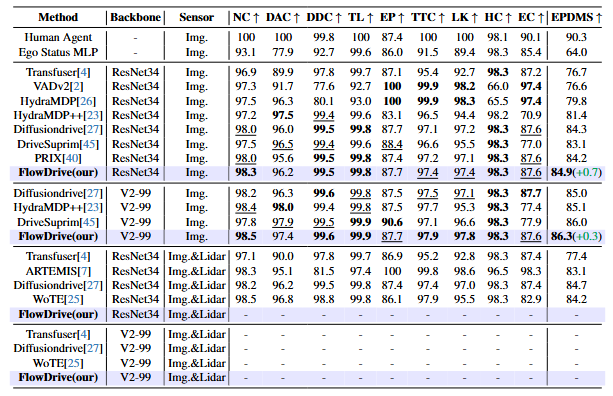 Method Backbone Sensor NC ↑ DAC ↑ DDC ↑ TL ↑ EP ↑ TTC ↑ LK ↑ HC ↑ EC ↑ EPDMS ↑
Human Agent - Img. 100 100 99.8 100 87.4 100 100 98.1 90.1 90.3
Ego Status MLP - Img. 93.1 77.9 92.7 99.6 86.0 91.5 89.4 98.3 85.4 64.0
Transfuser[4] ResNet34 Img. 96.9 89.9 97.8 99.7 87.1 95.4 92.7 98.3 87.2 76.7
VADv2[2] ResNet34 Img. 97.3 91.7 77.6 92.7 100 99.9 98.2 66.0 97.4 76.6
HydraMDP[26] ResNet34 Img. 97.5 96.3 80.1 93.0 100 99.9 98.3 65.5 97.4 79.8
HydraMDP++[23] ResNet34 Img. 97.2 97.5 99.4 99.6 83.1 96.5 94.4 98.2 70.9 81.4
Diffusiondrive[27] ResNet34 Img. 98.0 96.0 99.5 99.8 87.7 97.1 97.2 98.3 87.6 84.3
DriveSuprim[45] ResNet34 Img. 97.5 96.5 99.4 99.6 88.4 96.6 95.5 98.3 77.0 83.1
PRIX[40] ResNet34 Img. 98.0 95.6 99.5 99.8 87.4 97.2 97.1 98.3 87.6 84.2
FlowDrive(our) ResNet34 Img. 98.3 96.2 99.5 99.8 87.7 97.4 97.4 98.3 87.6 84.9(+0.7)
Diffusiondrive[27] V2-99 Img. 98.2 96.3 99.6 99.8 87.5 97.5 97.1 98.3 87.7 85.0
HydraMDP++[23] V2-99 Img. 98.4 98.0 99.4 99.8 87.5 97.7 95.3 98.3 77.4 85.1
DriveSuprim[45] V2-99 Img. 97.8 97.9 99.5 99.9 90.6 97.1 96.6 98.3 77.9 86.0
FlowDrive(our) V2-99 Img. 98.5 97.4 99.6 99.9 87.7 97.9 97.8 98.3 87.6 86.3(+0.3)
Transfuser[4] ResNet34 Img.&Lidar 97.1 90.0 97.8 99.7 86.9 95.2 92.8 98.3 87.4 77.4
ARTEMIS[7] ResNet34 Img.&Lidar 98.3 95.1 81.5 97.4 100 99.8 98.6 96.5 98.3 83.1
Diffusiondrive[27] ResNet34 Img.&Lidar 98.2 96.2 99.5 99.8 87.4 97.4 97.0 98.3 87.4 84.7
WoTE[25] ResNet34 Img.&Lidar 98.5 96.8 98.8 99.8 86.1 97.9 95.5 98.3 82.9 84.2
FlowDrive(our) ResNet34 Img.&Lidar - - - - - - - - - -
Transfuser[4] V2-99 Img.&Lidar - - - - - - - - - -
Diffusiondrive[27] V2-99 Img.&Lidar - - - - - - - - - -
WoTE[25] V2-99 Img.&Lidar - - - - - - - - - -
FlowDrive(our) V2-99 Img.&Lidar - - - - - - - - - -